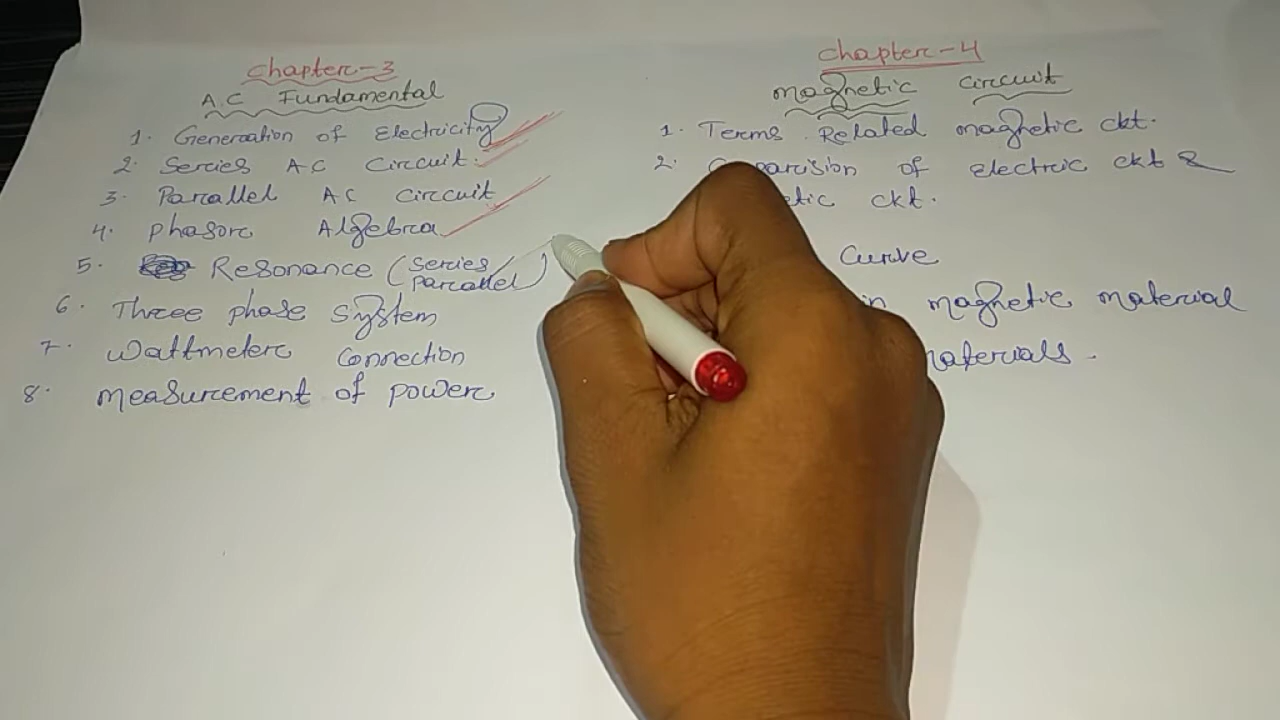 Chapter-3
A.C Fundamental
1. Generation of Electricity
2. Series A.C Circuit.
3. Parallel A C Circuit
4. Phasor Algebra
5. Resonance (Series/
Parallel)
6. Three phase System
7. Wattmeter Connection
8. Measurement of power
Chapter-4
Magnetic Circuit
1. Terms Related magnetic ckt.
2. of electric ckt &
ckt.
Curve
magnetic material